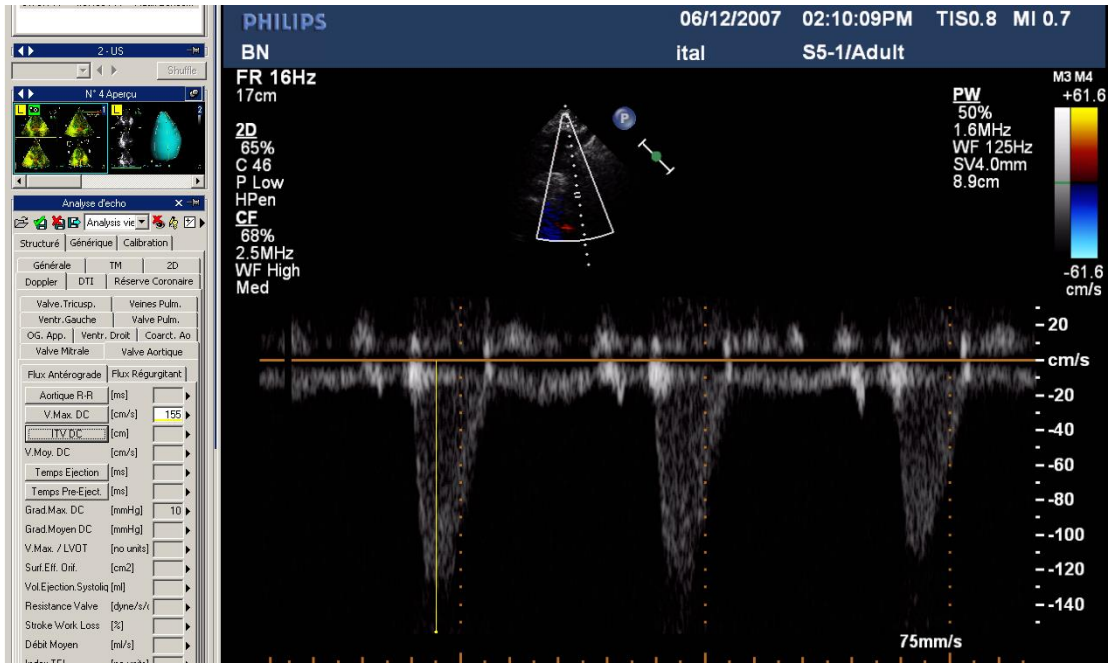 2 - US
Shuffle
N° 4 Aperçu
L
L
2
Analyse d'echo
Analysis vie
Structuré Générique Calibration
Générale TM 2D
Doppler DTI Réserve Coronaire
Valve.Tricusp. Veines Pulm.
Ventr.Gauche Valve Pulm.
OG. App. Ventr. Droit Coarct. Ao
Valve Mitrale Valve Aortique
Flux Antérograde Flux Régurgitant
Aortique R-R [ms]
V.Max. DC [cm/s] 155
ITV DC [cm]
V.Moy. DC [cm/s]
Temps Ejection [ms]
Temps Pre-Eject. [ms]
Grad.Max. DC [mmHg] 10
Grad.Moyen DC [mmHg]
V.Max. / LVOT [no units]
Surf.Eff. Orif. [cm2]
Vol.Ejection.Systoliq [ml]
Resistance Valve [dyne/s/
Stroke Work Loss [%]
Débit Moyen [ml/s]
PHILIPS 06/12/2007 02:10:09PM TIS0.8 MI 0.7
BN ital S5-1/Adult
FR 16Hz
17cm
2D
65%
C 46
P Low
HPen
CF
68%
2.5MHz
WF High
Med
P
PW
50%
1.6MHz
WF 125Hz
SV4.0mm
8.9cm
M3 M4
+61.6
-61.6
cm/s
- 20
cm/s
- -20
- -40
- -60
- -80
- -100
- -120
- -140
75mm/s